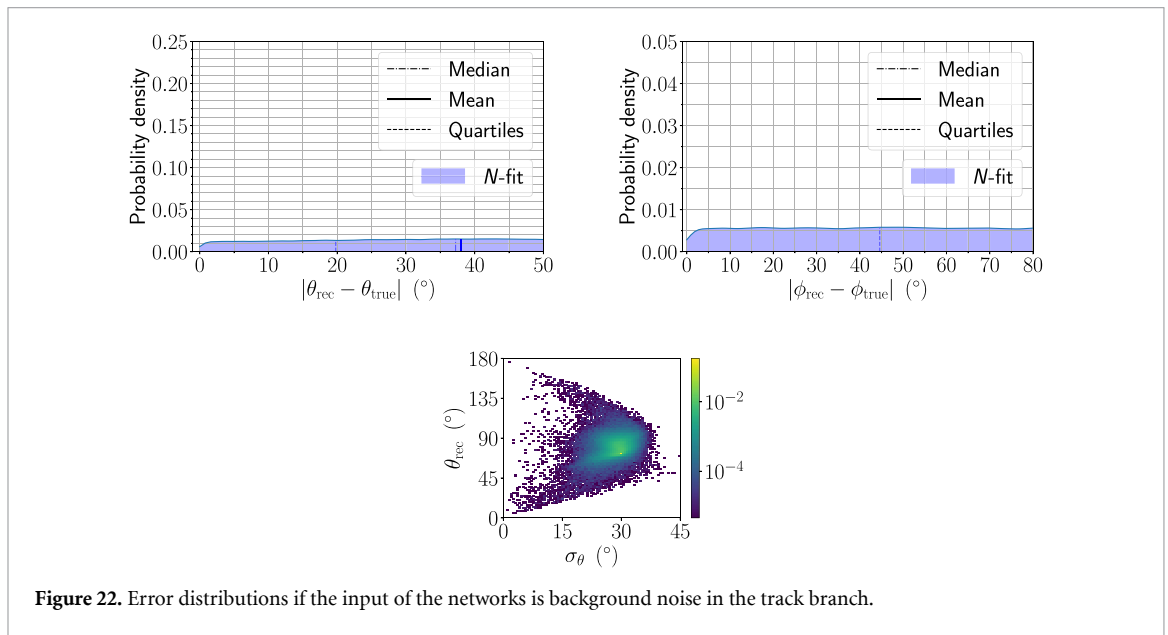 0.25
0.20
0.15
0.10
0.05
0.00
Probability density
Median
Mean
Quartiles
N-fit
0 10 20 30 40 50
|θrec − θtrue| (°)
0.05
0.04
0.03
0.02
0.01
0.00
Probability density
Median
Mean
Quartiles
N-fit
0 10 20 30 40 50 60 70 80
|ϕrec − ϕtrue| (°)
180
135
90
45
0
θrec (°)
0 15 30 45
σθ (°)
10−2
10−4
Figure 22. Error distributions if the input of the networks is background noise in the track branch.